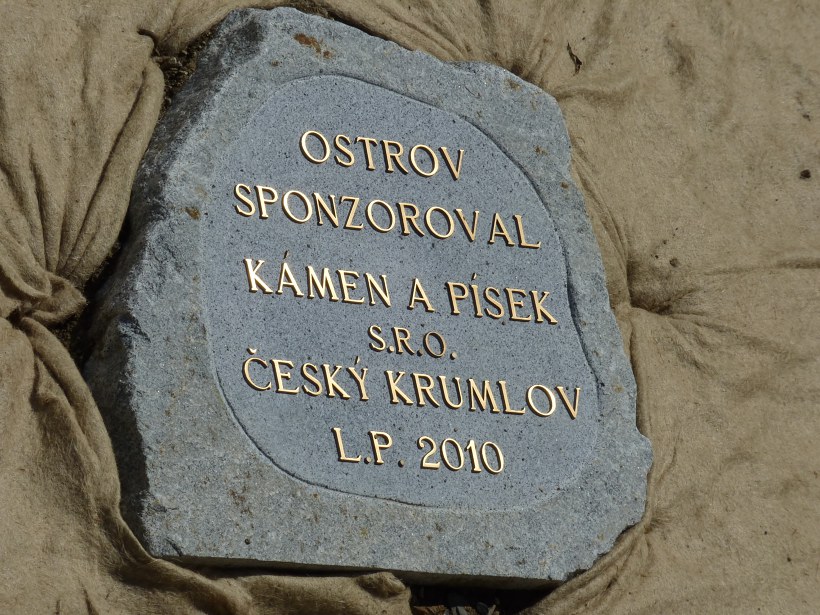 OSTROV
SPONZOROVAL
KÁMEN A PÍSEK
S.R.O.
ČESKÝ KRUMLOV
L.P. 2010